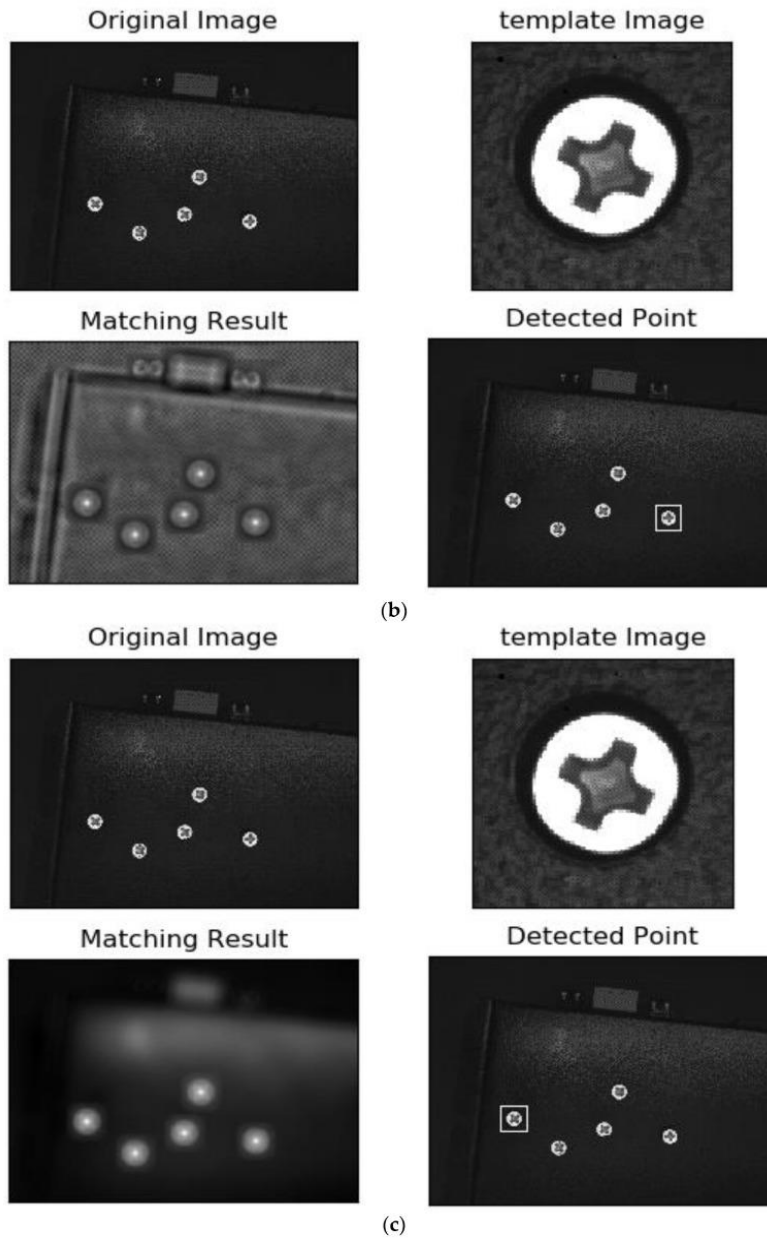 Original Image
template Image
Matching Result
Detected Point
(b)
Original Image
template Image
Matching Result
Detected Point
(c)